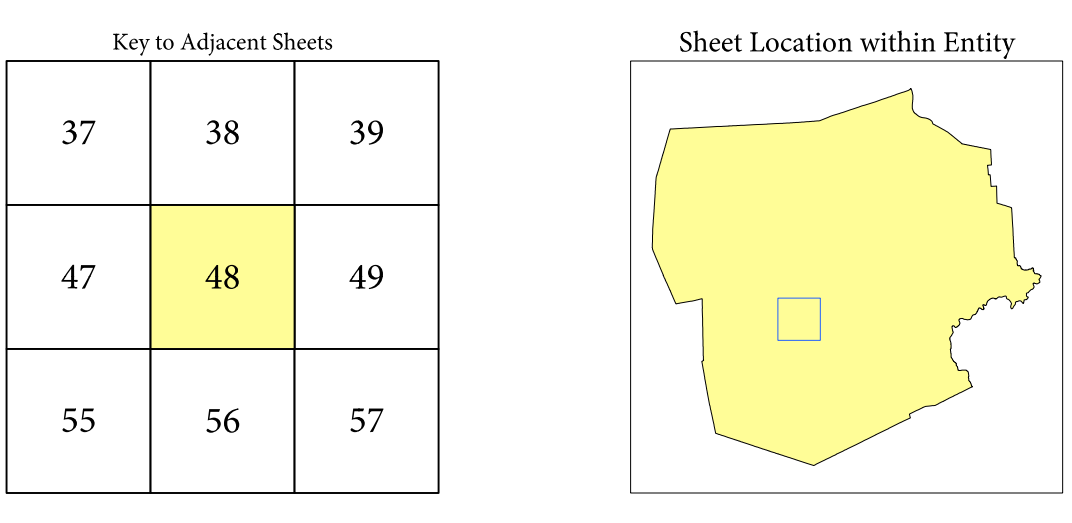 Key to Adjacent Sheets
37 38 39
47 48 49
55 56 57
Sheet Location within Entity